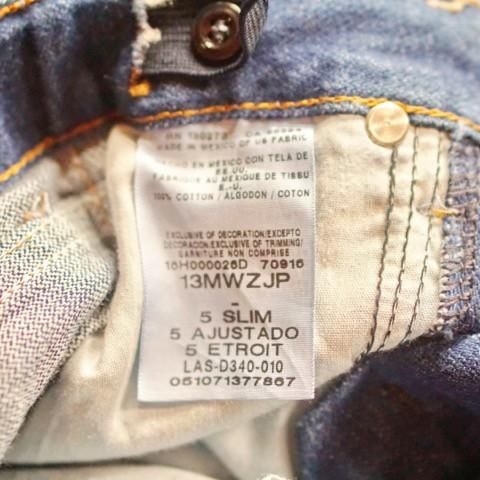 MADE IN MEXICO OF US FABRIC
HECHO EN MEXICO CON TELA DE
EE.UU.
FABRIQUE AU MEXIQUE DE TISSU
E.-U.
100% COTTON / ALGODON / COTON
EXCLUSIVE OF DECORATION/EXCEPTO
DECORACION/EXCLUSIVE OF TRIMMING/
GARNITURE NON COMPRISE
16H000026D 70916
13MWZJP
-
5 SLIM
5 AJUSTADO
5 ETROIT
LAS-D340-010
051071377867